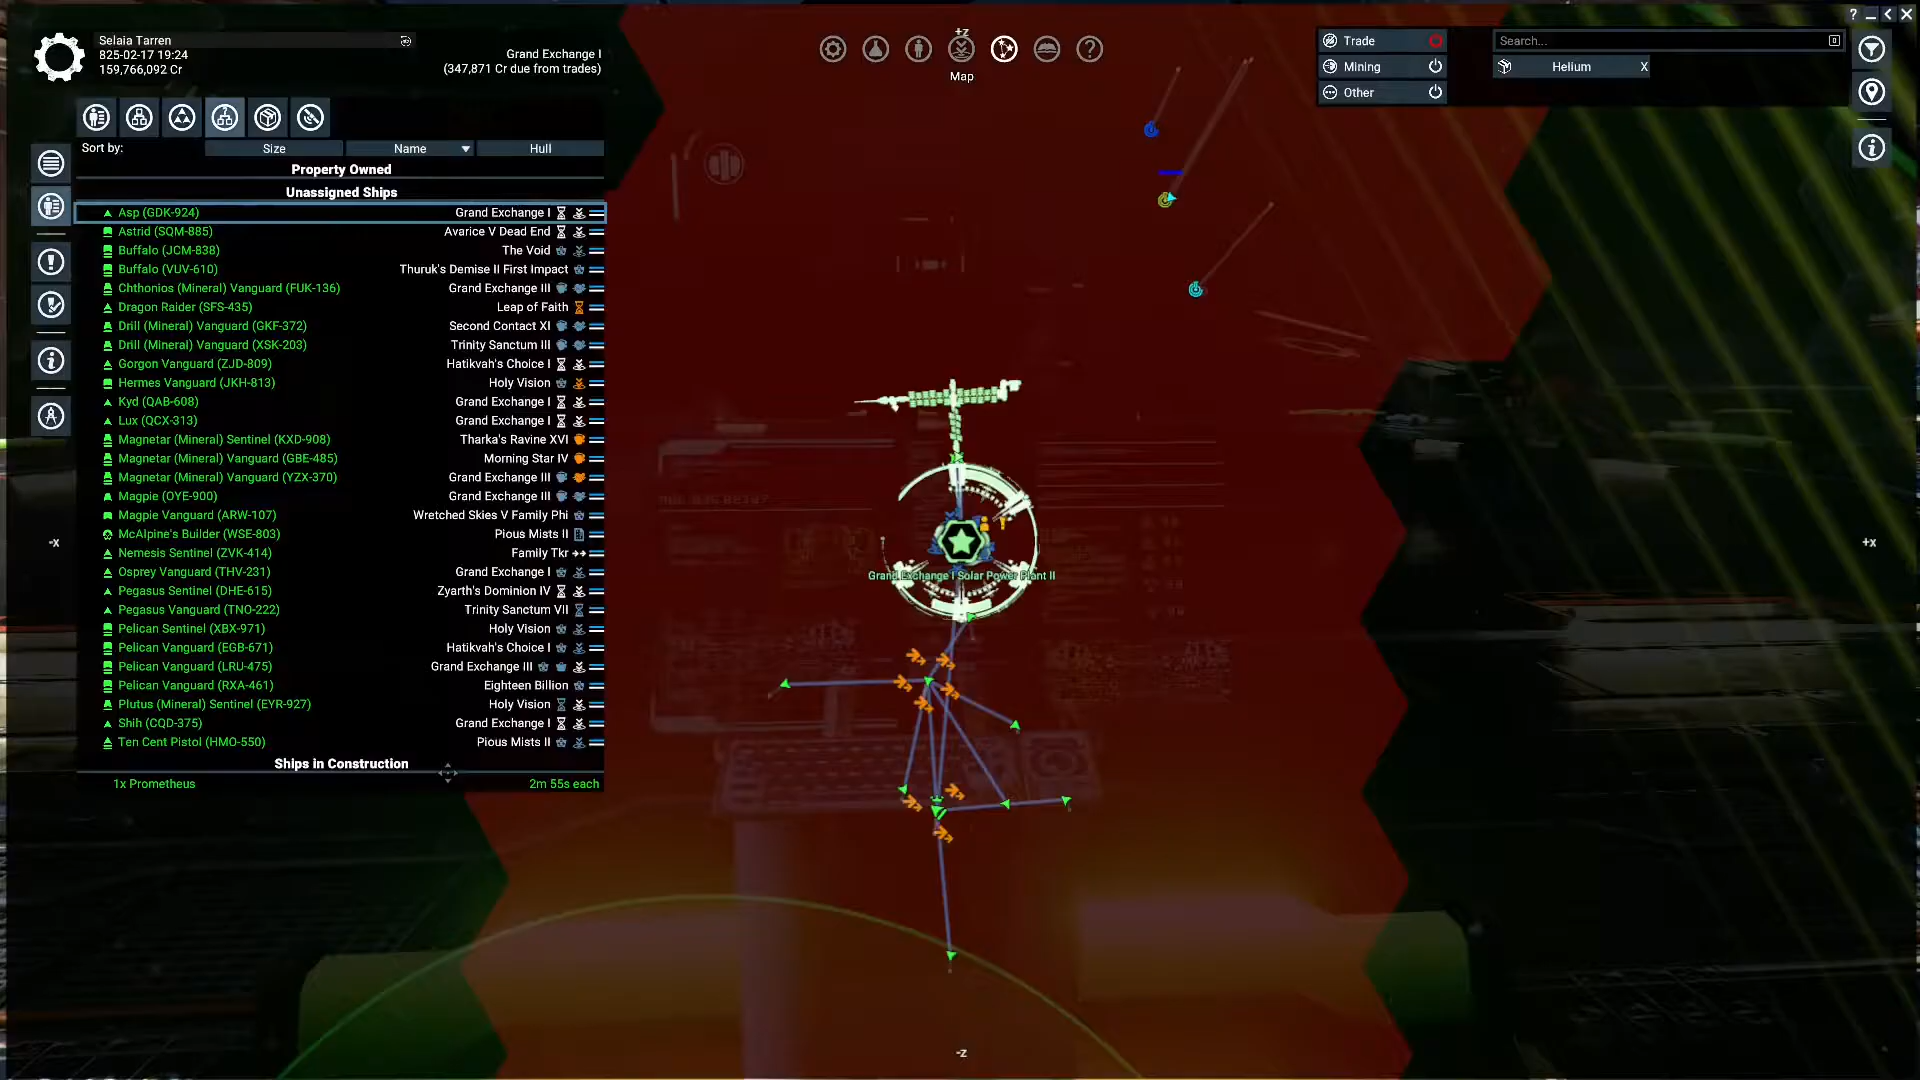 Selaia Tarren
825-02-17 19:24
159,766,092 Cr
Grand Exchange I
(347,871 Cr due from trades)
+z
Map
Trade
Mining
Other
Search...
Helium X
Sort by: Size Name Hull
Property Owned
Unassigned Ships
Asp (GDK-924) Grand Exchange I
Astrid (SQM-885) Avarice V Dead End
Buffalo (JCM-838) The Void
Buffalo (VUV-610) Thuruk's Demise II First Impact
Chthonios (Mineral) Vanguard (FUK-136) Grand Exchange III
Dragon Raider (SFS-435) Leap of Faith
Drill (Mineral) Vanguard (GKF-372) Second Contact XI
Drill (Mineral) Vanguard (XSK-203) Trinity Sanctum III
Gorgon Vanguard (ZJD-809) Hatikvah's Choice I
Hermes Vanguard (JKH-813) Holy Vision
Kyd (QAB-608) Grand Exchange I
Lux (QCX-313) Grand Exchange I
Magnetar (Mineral) Sentinel (KXD-908) Tharka's Ravine XVI
Magnetar (Mineral) Vanguard (GBE-485) Morning Star IV
Magnetar (Mineral) Vanguard (YZX-370) Grand Exchange III
Magpie (OYE-900) Grand Exchange III
Magpie Vanguard (ARW-107) Wretched Skies V Family Phi
McAlpine's Builder (WSE-803) Pious Mists II
Nemesis Sentinel (ZVK-414) Family Tkr
Osprey Vanguard (THV-231) Grand Exchange I
Pegasus Sentinel (DHE-615) Zyarth's Dominion IV
Pegasus Vanguard (TNO-222) Trinity Sanctum VII
Pelican Sentinel (XBX-971) Holy Vision
Pelican Vanguard (EGB-671) Hatikvah's Choice I
Pelican Vanguard (LRU-475) Grand Exchange III
Pelican Vanguard (RXA-461) Eighteen Billion
Plutus (Mineral) Sentinel (EYR-927) Holy Vision
Shih (CQD-375) Grand Exchange I
Ten Cent Pistol (HMO-550) Pious Mists II
Ships in Construction
1x Prometheus 2m 55s each
-x
Grand Exchange I Solar Power Plant II
+x
-z